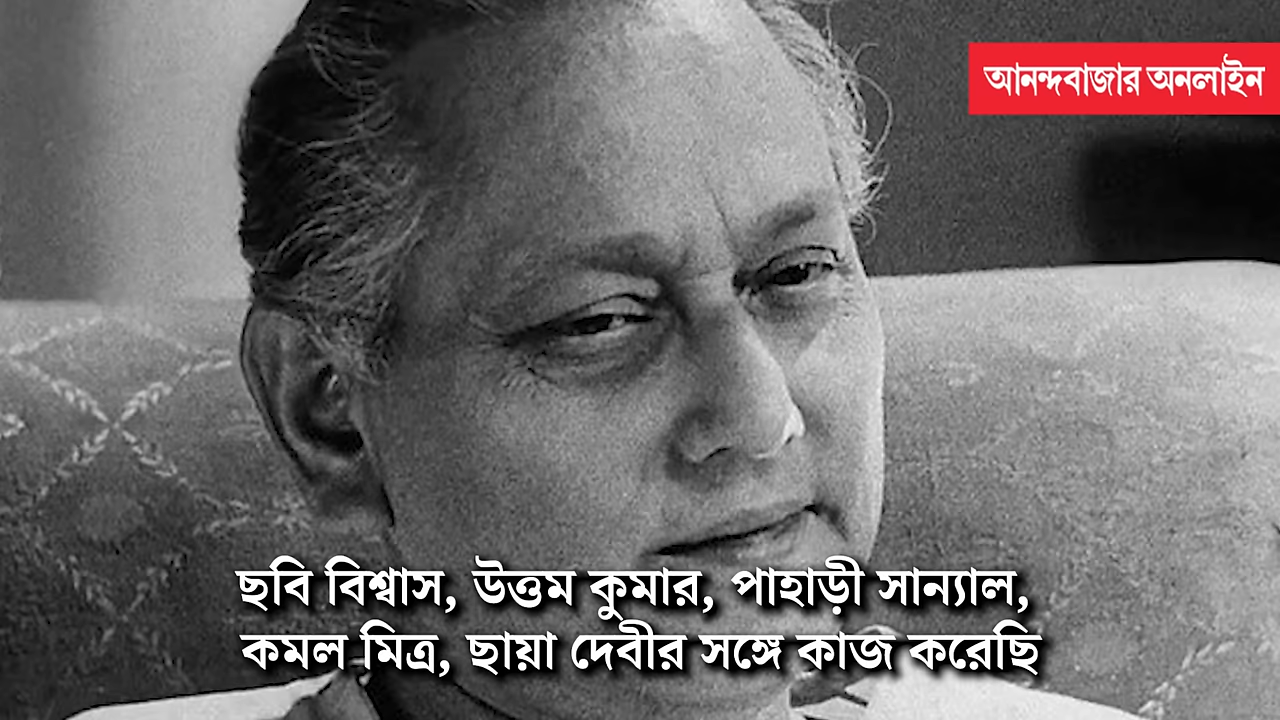 আনন্দবাজার অনলাইন
ছবি বিশ্বাস, উত্তম কুমার, পাহাড়ী সান্যাল,
কমল মিত্র, ছায়া দেবীর সঙ্গে কাজ করেছি